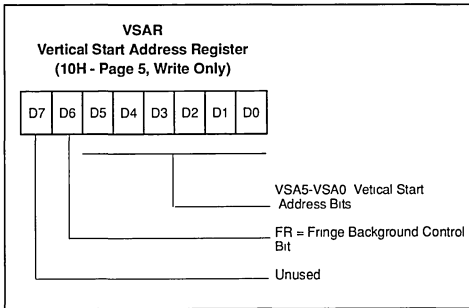 VSAR
Vertical Start Address Register
(10H - Page 5, Write Only)
D7 D6 D5 D4 D3 D2 D1 D0
VSA5-VSA0 Vetical Start
Address Bits
FR = Fringe Background Control
Bit
Unused